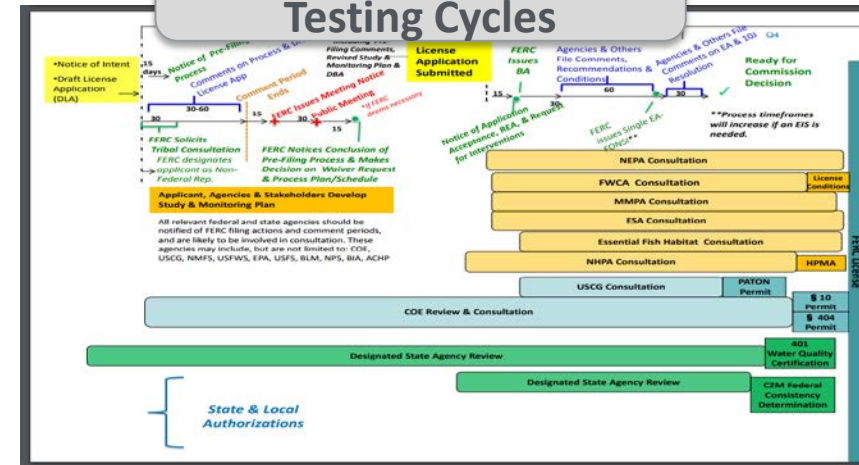 Testing Cycles
•Notice of Intent
•Draft License
Application
(DLA)
15
days
Notice of Pre-Filing
Process
Comments on Process &
License App
Comment Period
Ends
30-60
30
15
30
15
Filing Comments,
Revised Study &
Monitoring Plan &
DBA
License
Application
Submitted
FERC Issues Meeting Notice
Public Meeting
*if FERC
deems necessary
FERC Solicits
Tribal Consultation
FERC designates
applicant as Non-
Federal Rep.
FERC Notices Conclusion of
Pre-Filing Process & Makes
Decision on Waiver Request
& Process Plan/Schedule
Applicant, Agencies & Stakeholders Develop
Study & Monitoring Plan
All relevant federal and state agencies should be
notified of FERC filing actions and comment periods,
and are likely to be involved in consultation. These
agencies may include, but are not limited to: COE,
USCG, NMFS, USFWS, EPA, USFS, BLM, NPS, BIA, ACHP
FERC
Issues
BA
Agencies & Others
File Comments,
Recommendations &
Conditions
Agencies & Others File
Comments on EA & 10j
Resolution
Ready for
Commission
Decision
15
30
60
30
Notice of Application
Acceptance, REA, & Request
for Interventions
FERC
Issues Single EA-
FONSI**
**Process timeframes
will increase if an EIS is
needed.
NEPA Consultation
FWCA Consultation
License
Conditions
MMPA Consultation
ESA Consultation
Essential Fish Habitat Consultation
NHPA Consultation
HPMA
USCG Consultation
PATON
Permit
COE Review & Consultation
§ 10
Permit
§ 404
Permit
FERC License
Designated State Agency Review
401
Water Quality
Certification
Designated State Agency Review
CZM Federal
Consistency
Determination
State & Local
Authorizations